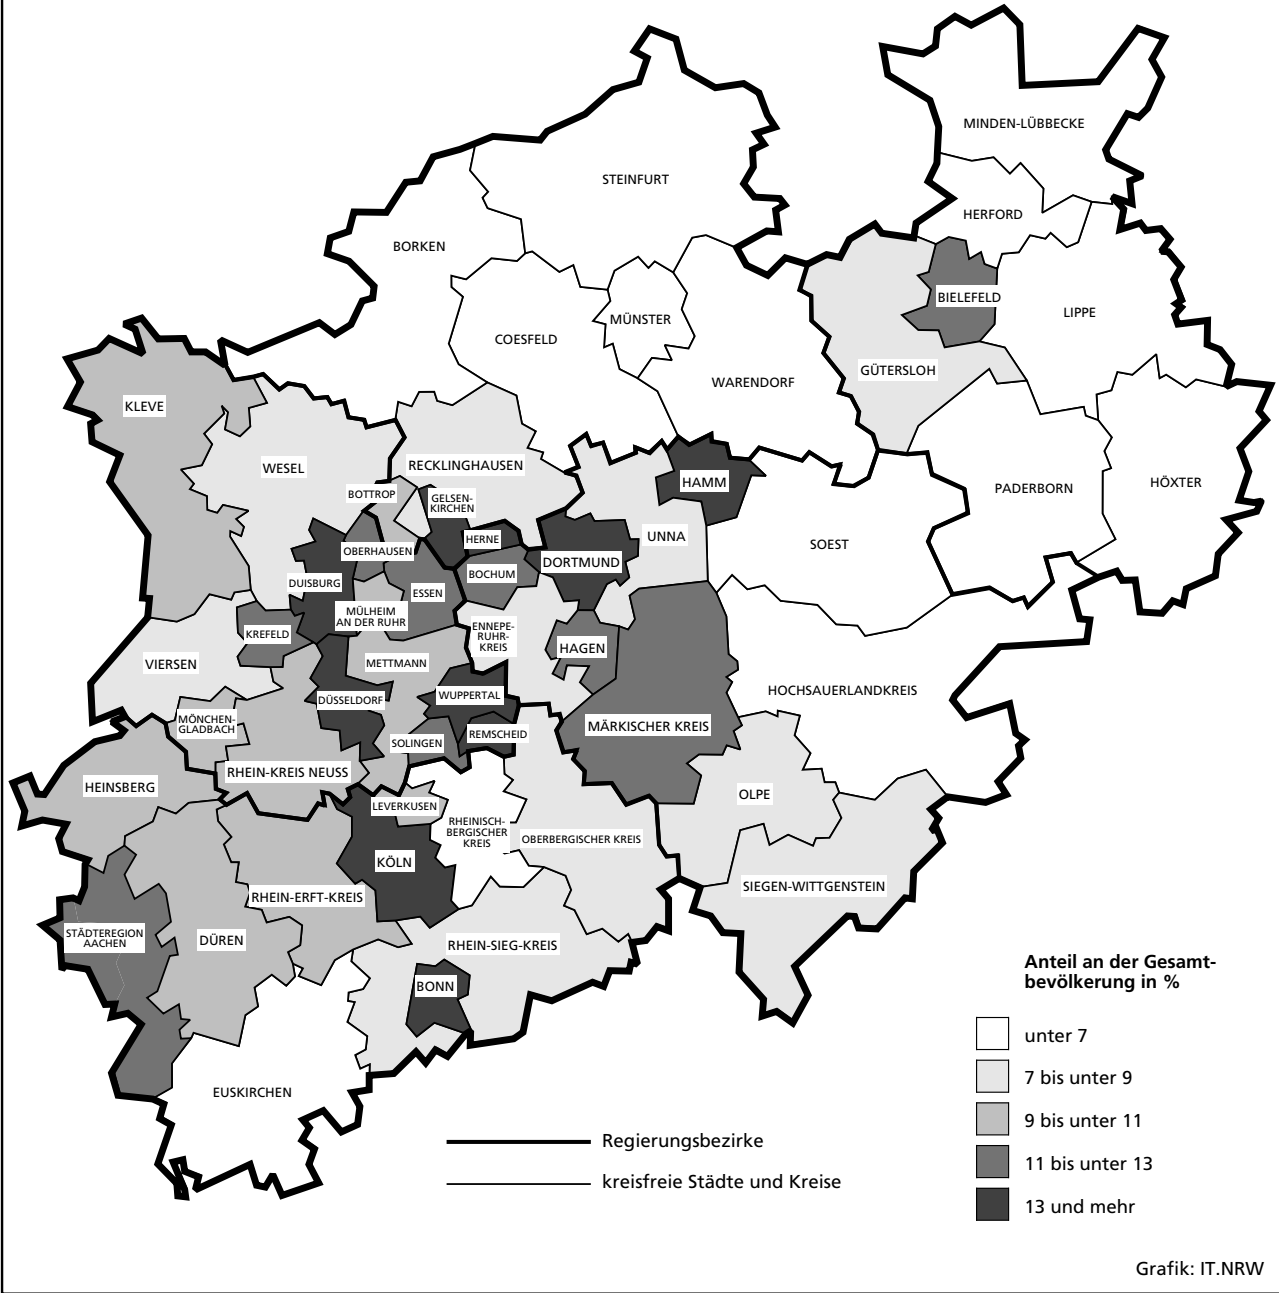 MINDEN-LÜBBECKE
STEINFURT
HERFORD
BORKEN
BIELEFELD
LIPPE
MÜNSTER
COESFELD
GÜTERSLOH
WARENDORF
KLEVE
RECKLINGHAUSEN
WESEL
HAMM
HÖXTER
PADERBORN
BOTTROP
GELSEN-
KIRCHEN
UNNA
HERNE
SOEST
OBERHAUSEN
DORTMUND
BOCHUM
DUISBURG
ESSEN
MÜLHEIM
AN DER RUHR
ENNEPE-
RUHR-
KREIS
KREFELD
HAGEN
VIERSEN
METTMANN
HOCHSAUERLANDKREIS
DÜSSELDORF
WUPPERTAL
MÖNCHEN-
GLADBACH
MÄRKISCHER KREIS
REMSCHEID
SOLINGEN
RHEIN-KREIS NEUSS
HEINSBERG
OLPE
LEVERKUSEN
RHEINISCH-
BERGISCHER
KREIS
OBERBERGISCHER KREIS
KÖLN
SIEGEN-WITTGENSTEIN
RHEIN-ERFT-KREIS
STÄDTEREGION
AACHEN
DÜREN
RHEIN-SIEG-KREIS
BONN
EUSKIRCHEN
Anteil an der Gesamt-
bevölkerung in %
unter 7
7 bis unter 9
9 bis unter 11
11 bis unter 13
13 und mehr
Regierungsbezirke
kreisfreie Städte und Kreise
Grafik: IT.NRW